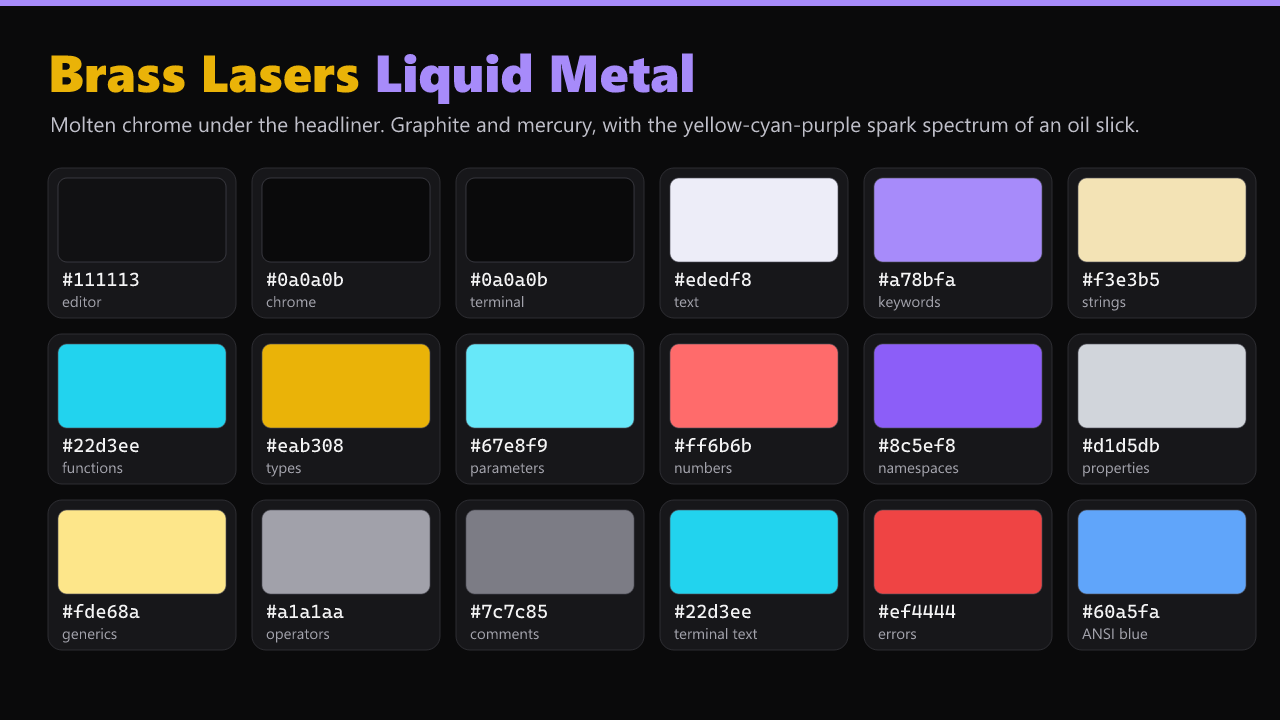 Brass Lasers Liquid Metal
Molten chrome under the headliner. Graphite and mercury, with the yellow-cyan-purple spark spectrum of an oil slick.
#111113 #0a0a0b #0a0a0b #ededf8 #a78bfa #f3e3b5
editor chrome terminal text keywords strings
#22d3ee #eab308 #67e8f9 #ff6b6b #8c5ef8 #d1d5db
functions types parameters numbers namespaces properties
#fde68a #a1a1aa #7c7c85 #22d3ee #ef4444 #60a5fa
generics operators comments terminal text errors ANSI blue